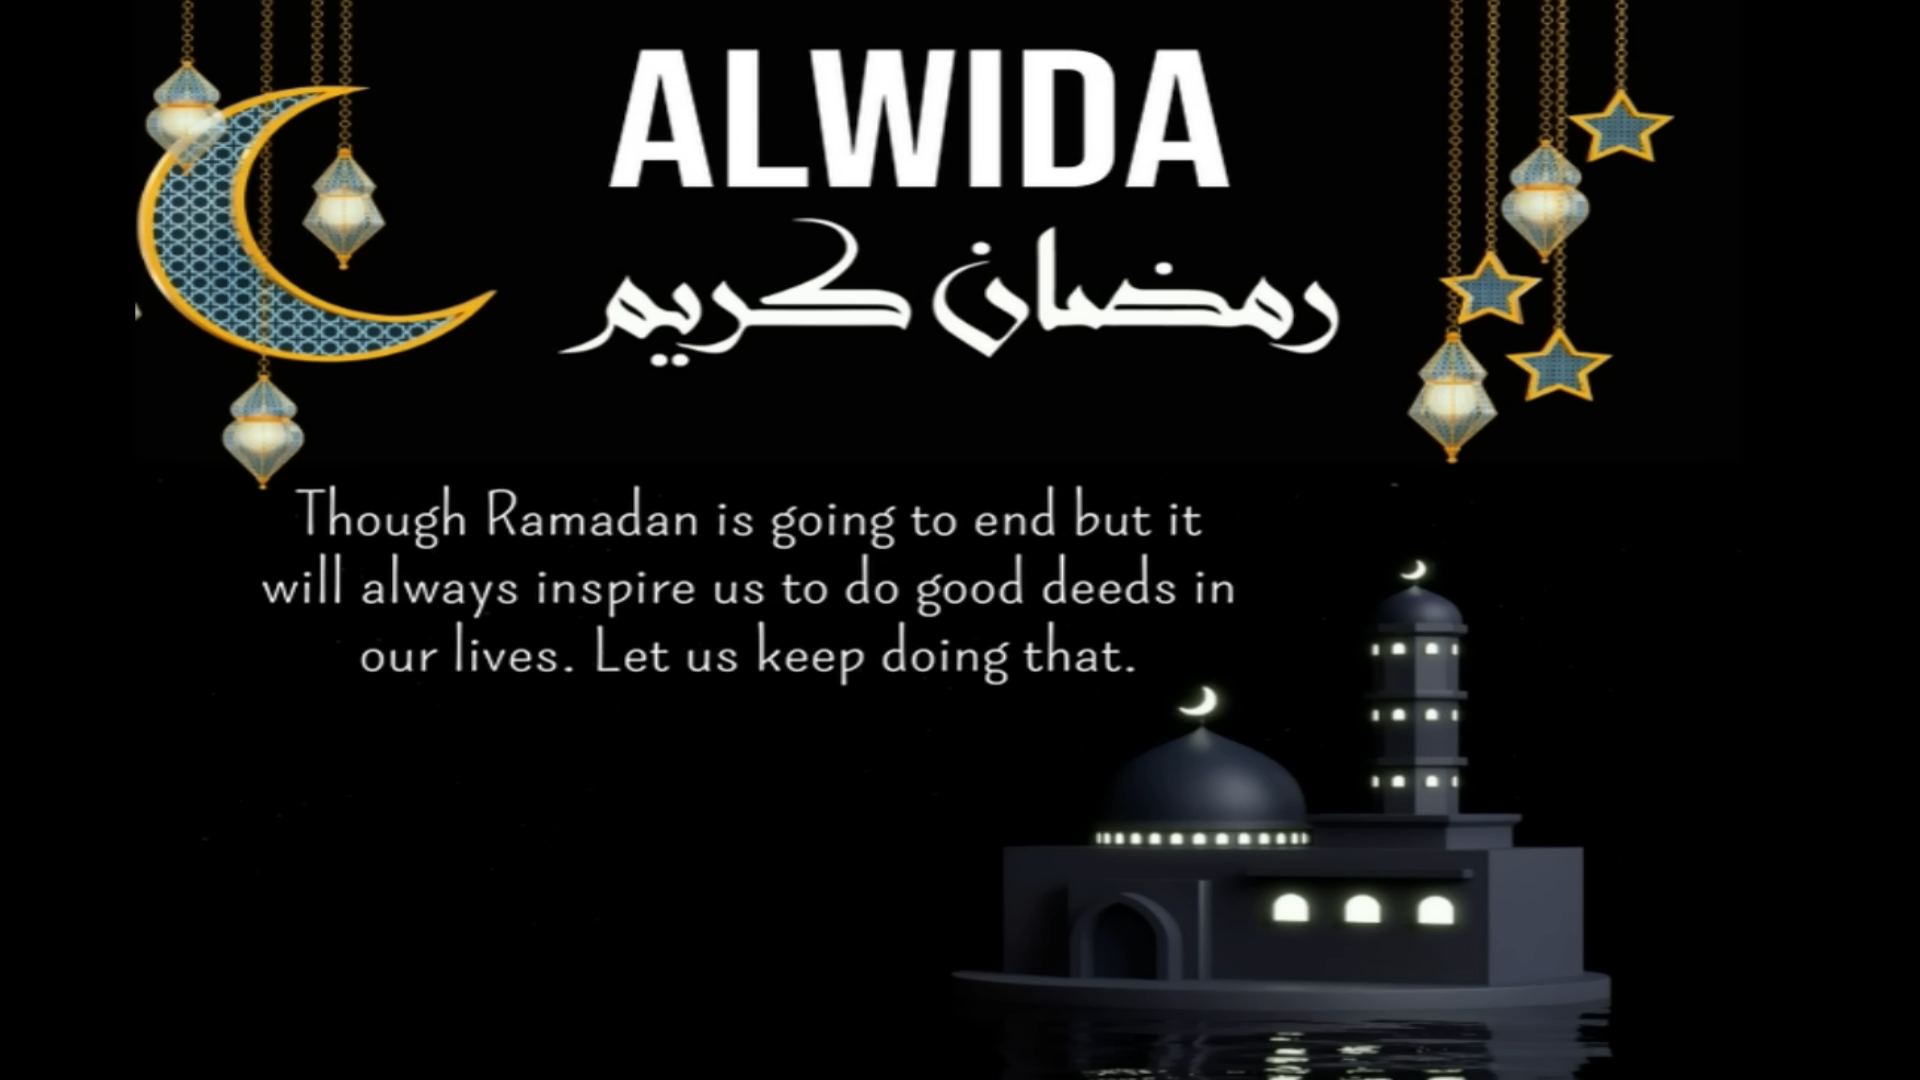 ALWIDA
رمضان كريم
Though Ramadan is going to end but it
will always inspire us to do good deeds in
our lives. Let us keep doing that.